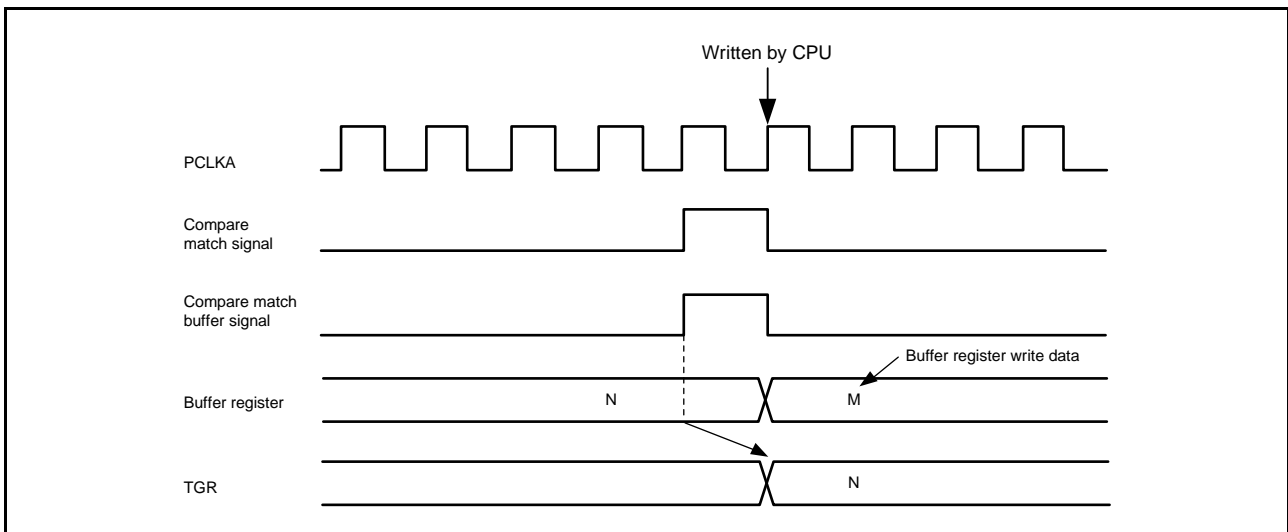 Written by CPU
PCLKA
Compare
match signal
Compare match
buffer signal
Buffer register write data
Buffer register
N
M
TGR
N